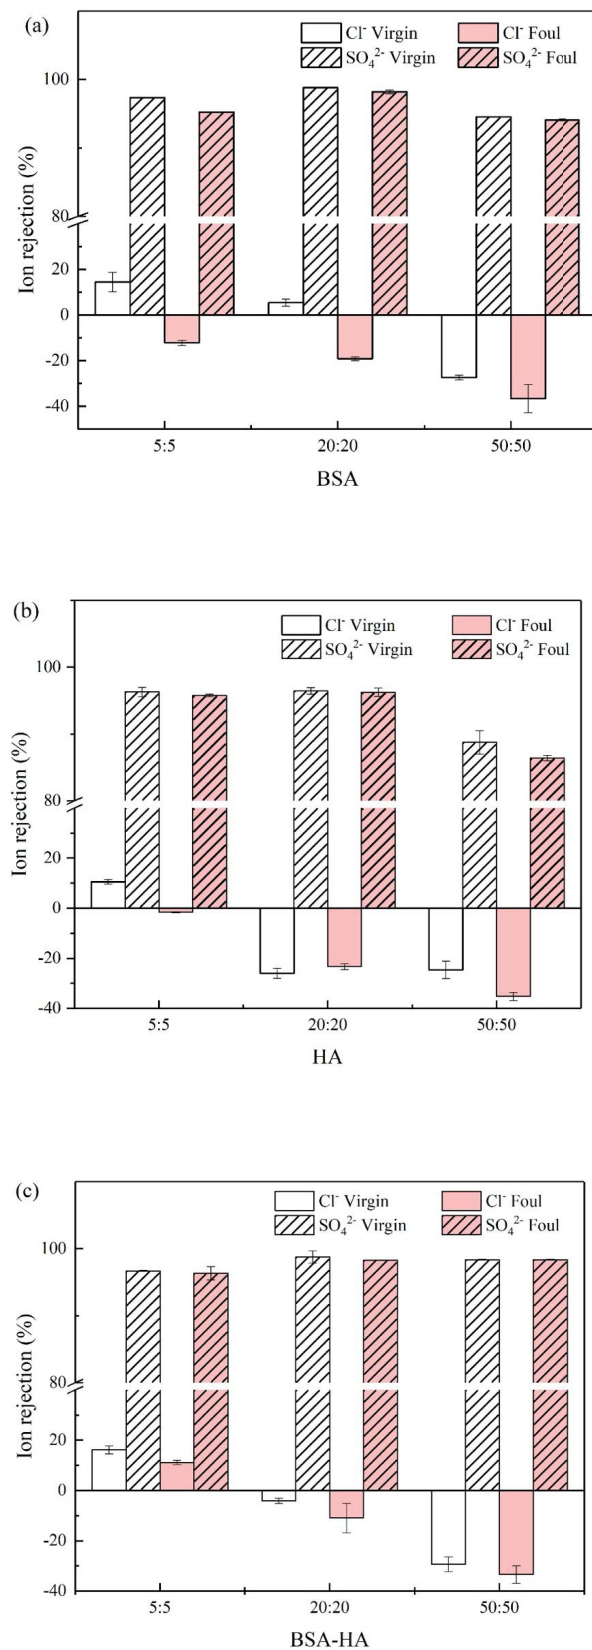 (a)
Cl⁻ Virgin
Cl⁻ Foul
SO₄²⁻ Virgin
SO₄²⁻ Foul
Ion rejection (%)
100
80
20
0
-20
-40
5:5
20:20
50:50
BSA
(b)
Cl⁻ Virgin
Cl⁻ Foul
SO₄²⁻ Virgin
SO₄²⁻ Foul
Ion rejection (%)
100
80
20
0
-20
-40
5:5
20:20
50:50
HA
(c)
Cl⁻ Virgin
Cl⁻ Foul
SO₄²⁻ Virgin
SO₄²⁻ Foul
Ion rejection (%)
100
80
20
0
-20
-40
5:5
20:20
50:50
BSA-HA